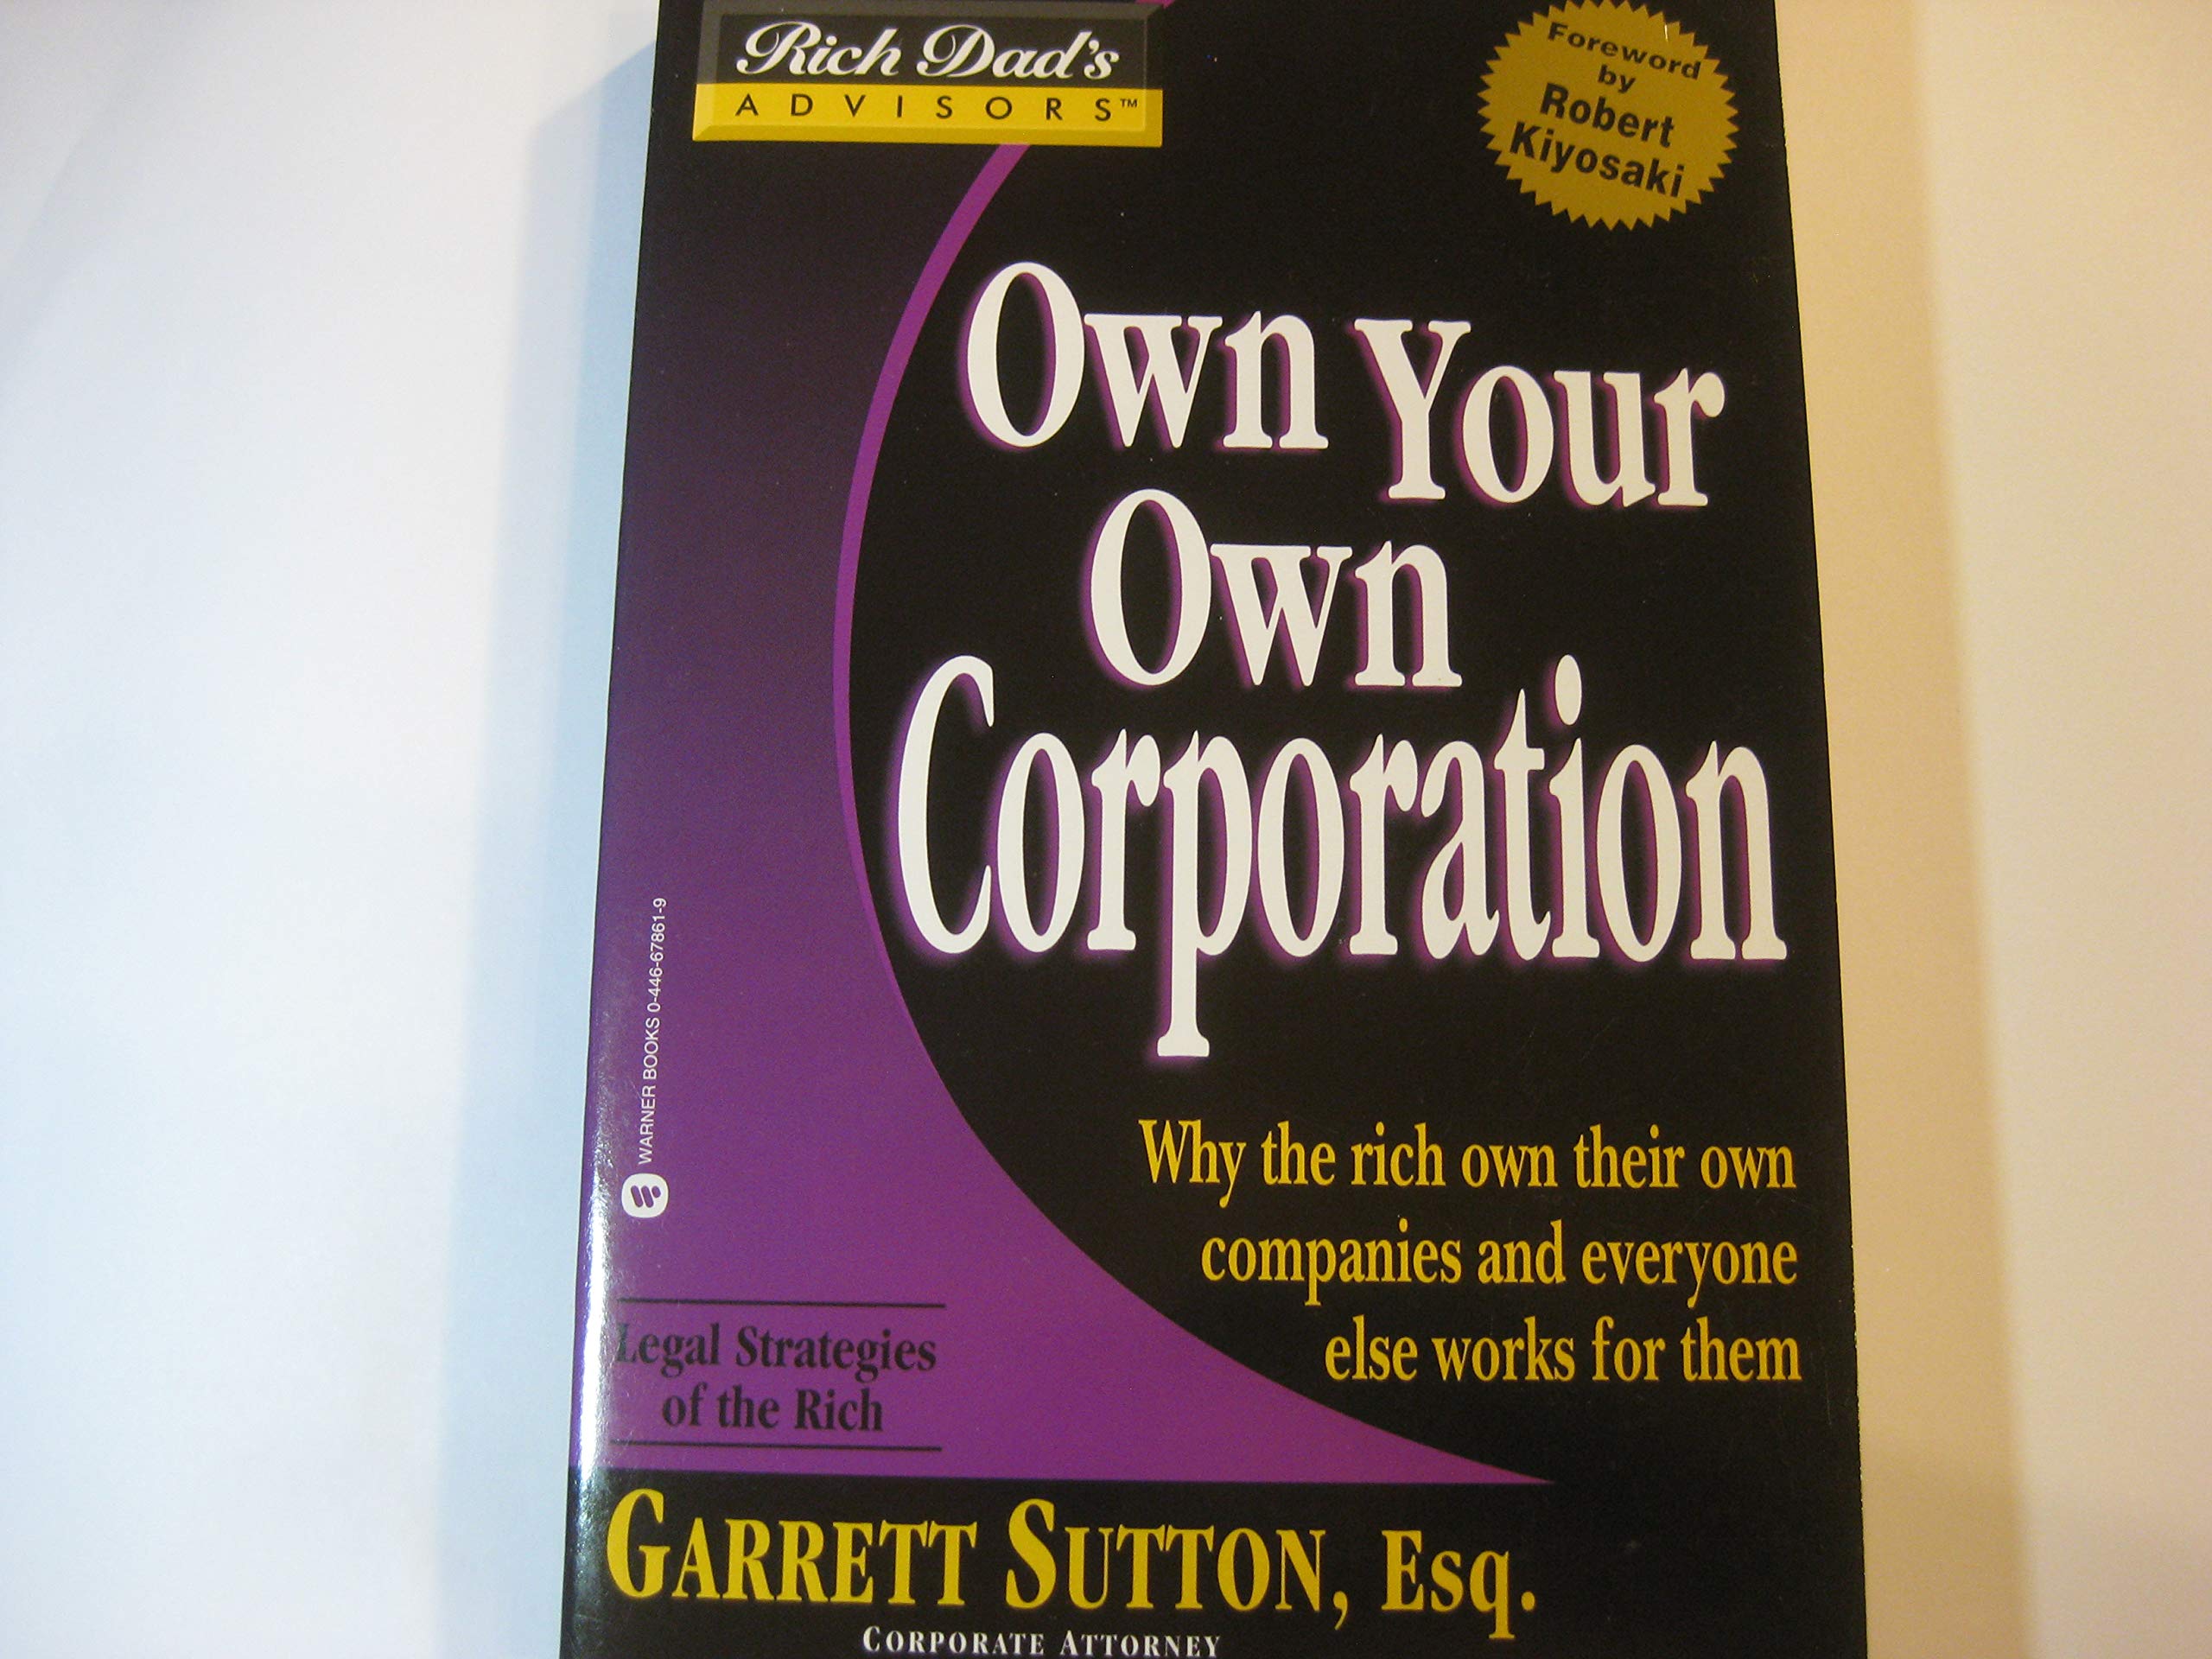 Rich Dad's
ADVISORS™
Foreword
by
Robert
Kiyosaki
Own Your
Own
Corporation
WARNER BOOKS 0-446-67861-9
Why the rich own their own
companies and everyone
else works for them
Legal Strategies
of the Rich
GARRETT SUTTON, ESQ.
CORPORATE ATTORNEY